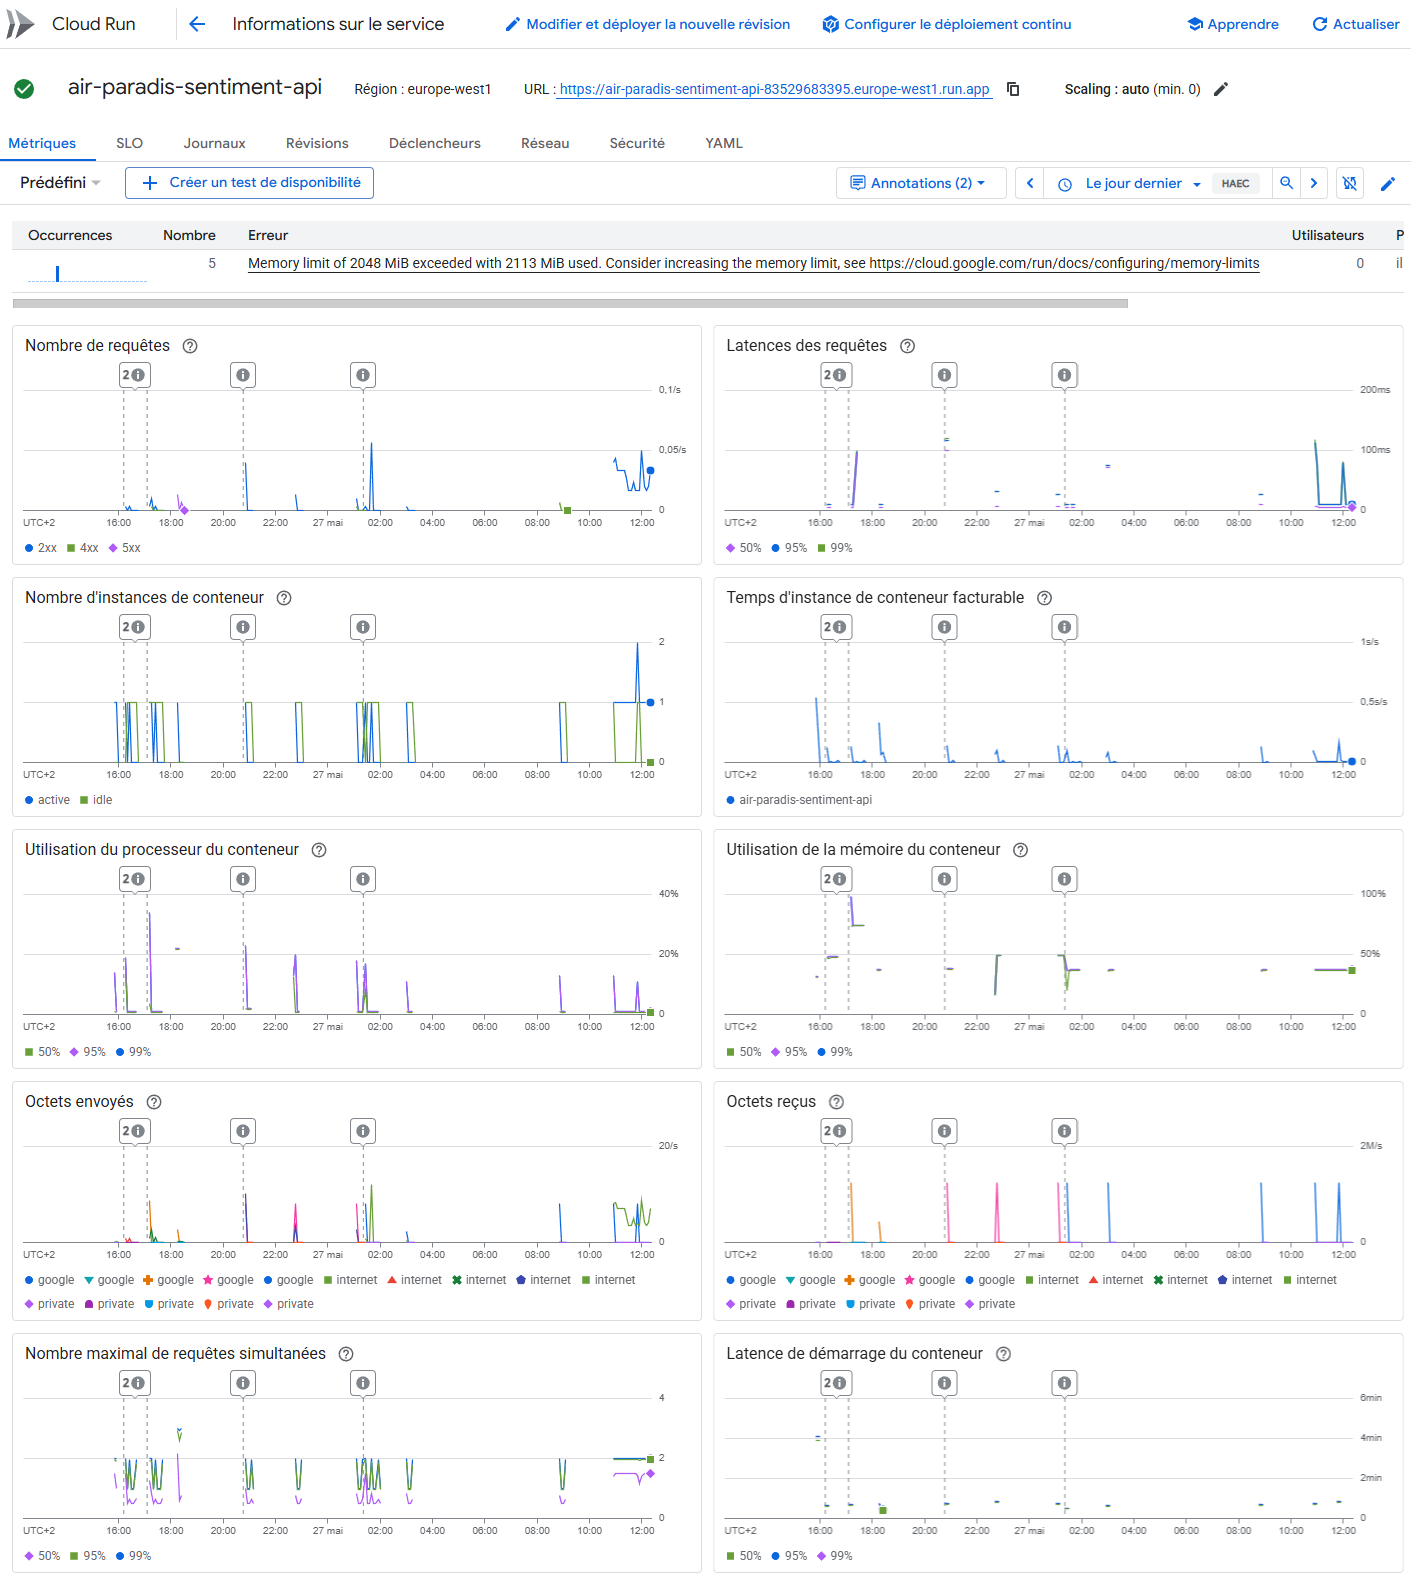 Cloud Run
Informations sur le service
Modifier et déployer la nouvelle révision
Configurer le déploiement continu
Apprendre
Actualiser
air-paradis-sentiment-api
Région : europe-west1
URL : https://air-paradis-sentiment-api-83529683395.europe-west1.run.app
Scaling : auto (min. 0)
Métriques
SLO
Journaux
Révisions
Déclencheurs
Réseau
Sécurité
YAML
Prédéfini
Créer un test de disponibilité
Annotations (2)
Le jour dernier
HAEC
Occurrences Nombre Erreur Utilisateurs P
5 Memory limit of 2048 MiB exceeded with 2113 MiB used. Consider increasing the memory limit, see https://cloud.google.com/run/docs/configuring/memory-limits 0 il
Nombre de requêtes
2
0,1/s
0,05/s
0
UTC+2 16:00 18:00 20:00 22:00 27 mai 02:00 04:00 06:00 08:00 10:00 12:00
2xx 4xx 5xx
Latences des requêtes
2
200ms
100ms
0
UTC+2 16:00 18:00 20:00 22:00 27 mai 02:00 04:00 06:00 08:00 10:00 12:00
50% 95% 99%
Nombre d'instances de conteneur
2
2
1
0
UTC+2 16:00 18:00 20:00 22:00 27 mai 02:00 04:00 06:00 08:00 10:00 12:00
active idle
Temps d'instance de conteneur facturable
2
1s/s
0,5s/s
0
UTC+2 16:00 18:00 20:00 22:00 27 mai 02:00 04:00 06:00 08:00 10:00 12:00
air-paradis-sentiment-api
Utilisation du processeur du conteneur
2
40%
20%
0
UTC+2 16:00 18:00 20:00 22:00 27 mai 02:00 04:00 06:00 08:00 10:00 12:00
50% 95% 99%
Utilisation de la mémoire du conteneur
2
100%
50%
0
UTC+2 16:00 18:00 20:00 22:00 27 mai 02:00 04:00 06:00 08:00 10:00 12:00
50% 95% 99%
Octets envoyés
2
20/s
0
UTC+2 16:00 18:00 20:00 22:00 27 mai 02:00 04:00 06:00 08:00 10:00 12:00
google google google google google internet internet internet internet internet
private private private private private
Octets reçus
2
2M/s
0
UTC+2 16:00 18:00 20:00 22:00 27 mai 02:00 04:00 06:00 08:00 10:00 12:00
google google google google google internet internet internet internet internet
private private private private private
Nombre maximal de requêtes simultanées
2
4
2
0
UTC+2 16:00 18:00 20:00 22:00 27 mai 02:00 04:00 06:00 08:00 10:00 12:00
50% 95% 99%
Latence de démarrage du conteneur
2
6min
4min
2min
0
UTC+2 16:00 18:00 20:00 22:00 27 mai 02:00 04:00 06:00 08:00 10:00 12:00
50% 95% 99%